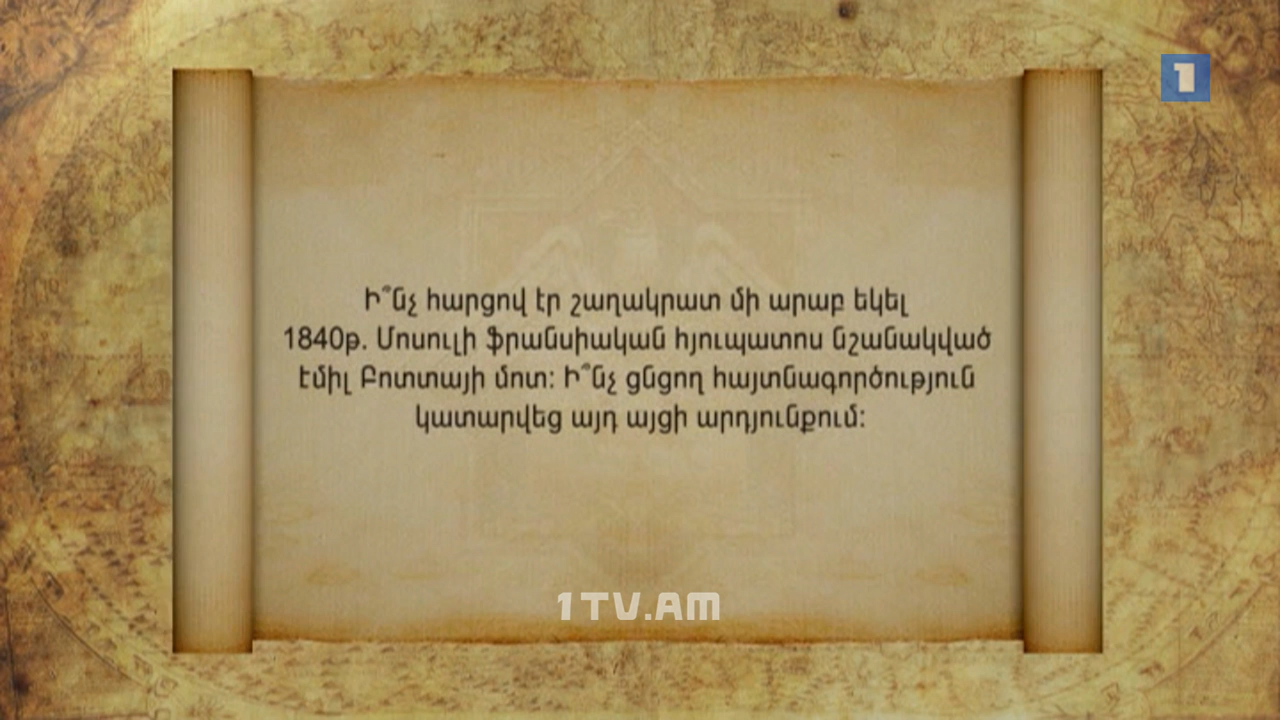 1
Ի՞նչ հարցով էր շաղակրատ մի արաբ եկել
1840թ. Մոսուլի ֆրանսիական հյուպատոս նշանակված
էմիլ Բոտտայի մոտ: Ի՞նչ ցնցող հայտնագործություն
կատարվեց այդ այցի արդյունքում:
1TV.AM